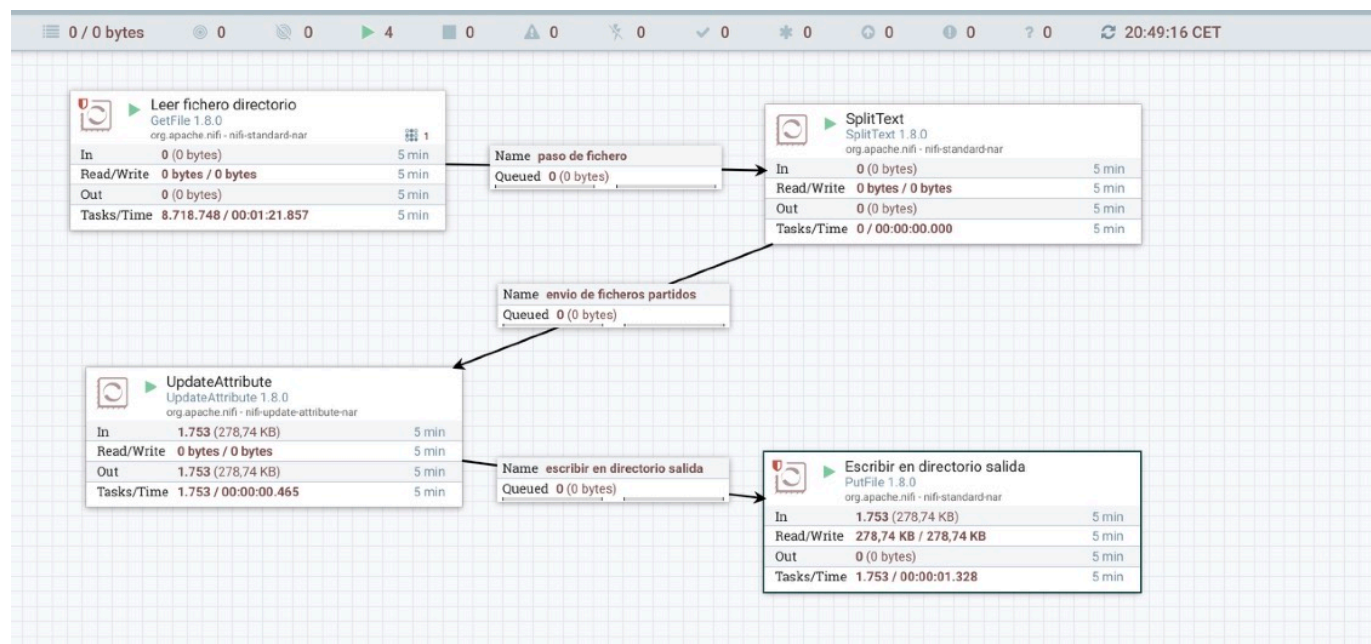 0 / 0 bytes 0 0 4 0 0 0 0 0 0 0 ? 0 20:49:16 CET
Leer fichero directorio
GetFile 1.8.0
org.apache.nifi - nifi-standard-nar
1
In 0 (0 bytes) 5 min
Read/Write 0 bytes / 0 bytes 5 min
Out 0 (0 bytes) 5 min
Tasks/Time 8.718.748 / 00:01:21.857 5 min
Name paso de fichero
Queued 0 (0 bytes)
SplitText
SplitText 1.8.0
org.apache.nifi - nifi-standard-nar
In 0 (0 bytes) 5 min
Read/Write 0 bytes / 0 bytes 5 min
Out 0 (0 bytes) 5 min
Tasks/Time 0 / 00:00:00.000 5 min
Name envio de ficheros partidos
Queued 0 (0 bytes)
UpdateAttribute
UpdateAttribute 1.8.0
org.apache.nifi - nifi-update-attribute-nar
In 1.753 (278,74 KB) 5 min
Read/Write 0 bytes / 0 bytes 5 min
Out 1.753 (278,74 KB) 5 min
Tasks/Time 1.753 / 00:00:00.465 5 min
Name escribir en directorio salida
Queued 0 (0 bytes)
Escribir en directorio salida
PutFile 1.8.0
org.apache.nifi - nifi-standard-nar
In 1.753 (278,74 KB) 5 min
Read/Write 278,74 KB / 278,74 KB 5 min
Out 0 (0 bytes) 5 min
Tasks/Time 1.753 / 00:00:01.328 5 min